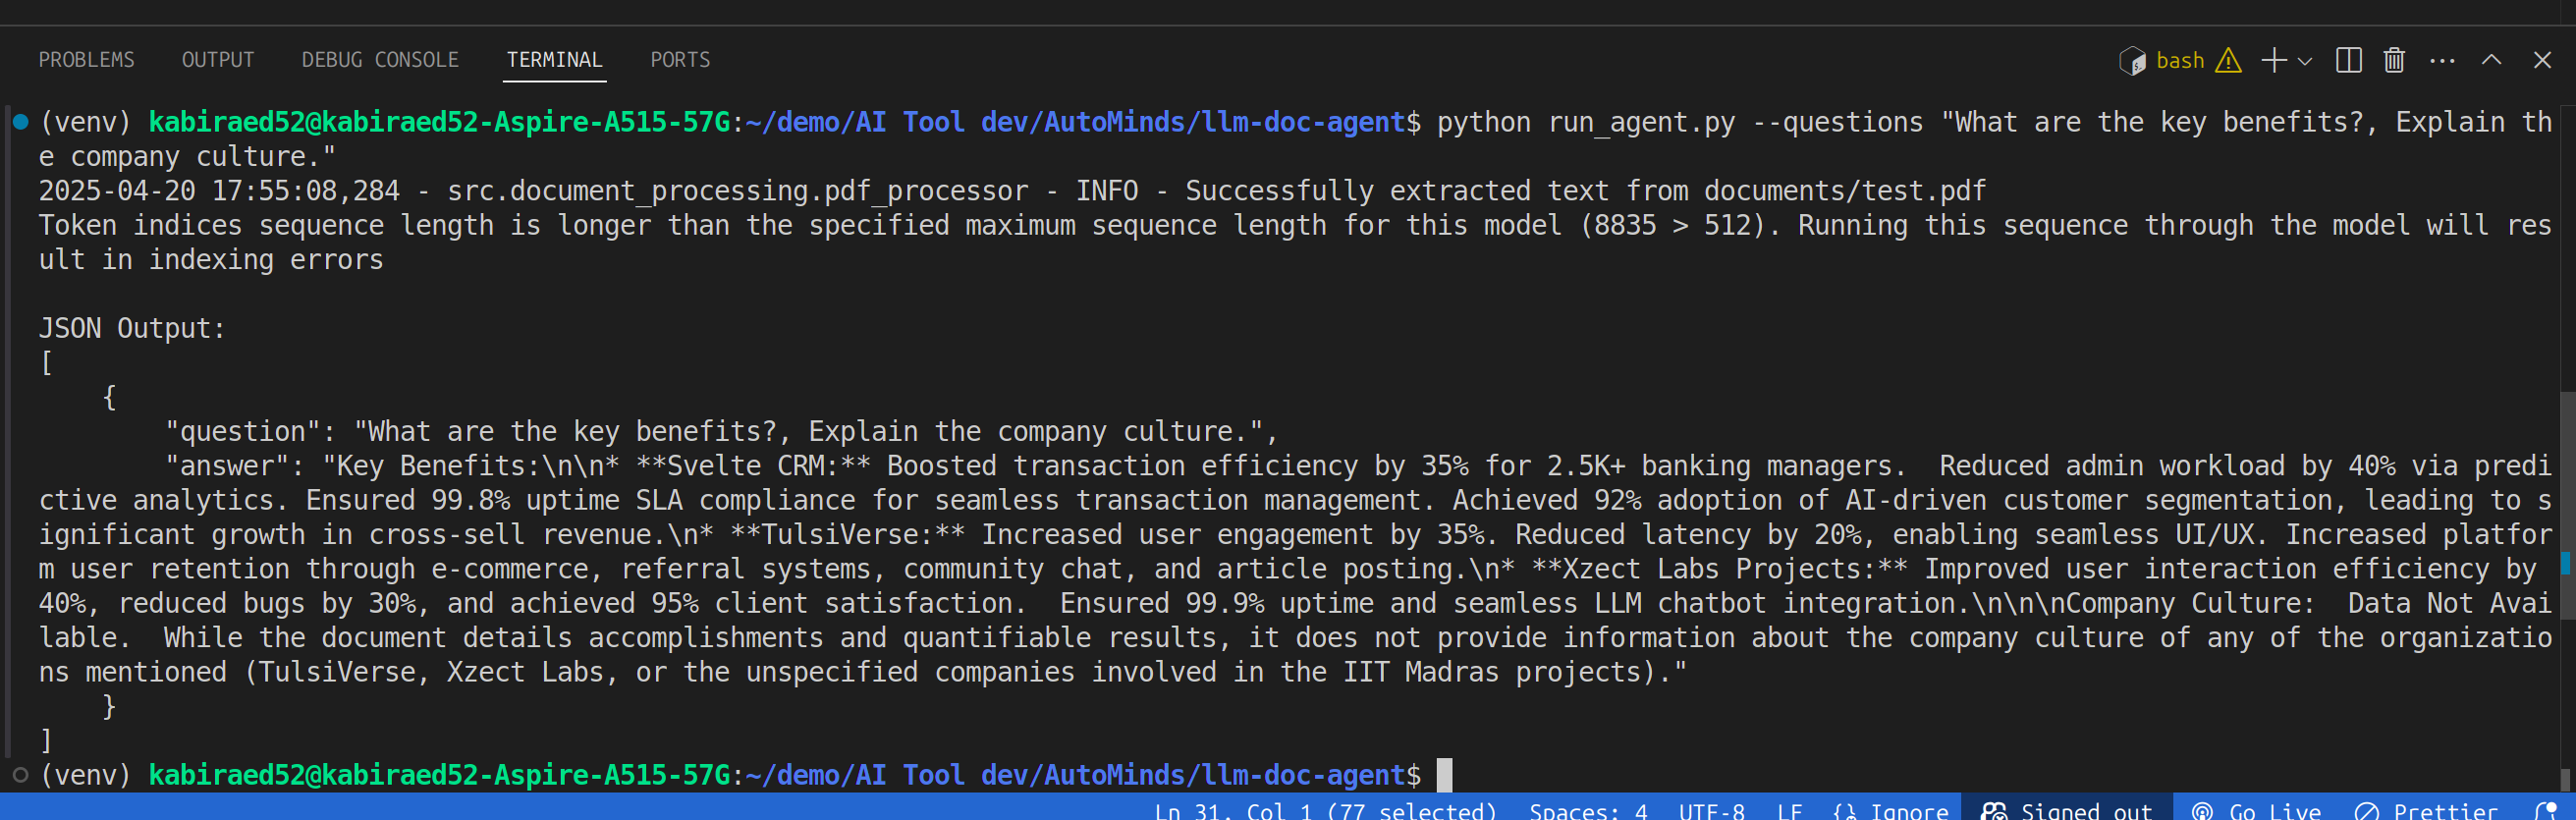 PROBLEMS OUTPUT DEBUG CONSOLE TERMINAL PORTS bash
(venv) kabiraed52@kabiraed52-Aspire-A515-57G:~/demo/AI Tool dev/AutoMinds/llm-doc-agent$ python run_agent.py --questions "What are the key benefits?, Explain th
e company culture."
2025-04-20 17:55:08,284 - src.document_processing.pdf_processor - INFO - Successfully extracted text from documents/test.pdf
Token indices sequence length is longer than the specified maximum sequence length for this model (8835 > 512). Running this sequence through the model will res
ult in indexing errors
JSON Output:
[
{
"question": "What are the key benefits?, Explain the company culture.",
"answer": "Key Benefits:\n\n* **Svelte CRM:** Boosted transaction efficiency by 35% for 2.5K+ banking managers.  Reduced admin workload by 40% via predi
ctive analytics. Ensured 99.8% uptime SLA compliance for seamless transaction management. Achieved 92% adoption of AI-driven customer segmentation, leading to s
ignificant growth in cross-sell revenue.\n* **TulsiVerse:** Increased user engagement by 35%. Reduced latency by 20%, enabling seamless UI/UX. Increased platfor
m user retention through e-commerce, referral systems, community chat, and article posting.\n* **Xzect Labs Projects:** Improved user interaction efficiency by
40%, reduced bugs by 30%, and achieved 95% client satisfaction.  Ensured 99.9% uptime and seamless LLM chatbot integration.\n\n\nCompany Culture:  Data Not Avai
lable.  While the document details accomplishments and quantifiable results, it does not provide information about the company culture of any of the organizatio
ns mentioned (TulsiVerse, Xzect Labs, or the unspecified companies involved in the IIT Madras projects)."
}
]
(venv) kabiraed52@kabiraed52-Aspire-A515-57G:~/demo/AI Tool dev/AutoMinds/llm-doc-agent$
Ln 31, Col 1 (77 selected) Spaces: 4 UTF-8 LF {} Ignore Signed out Go Live Prettier